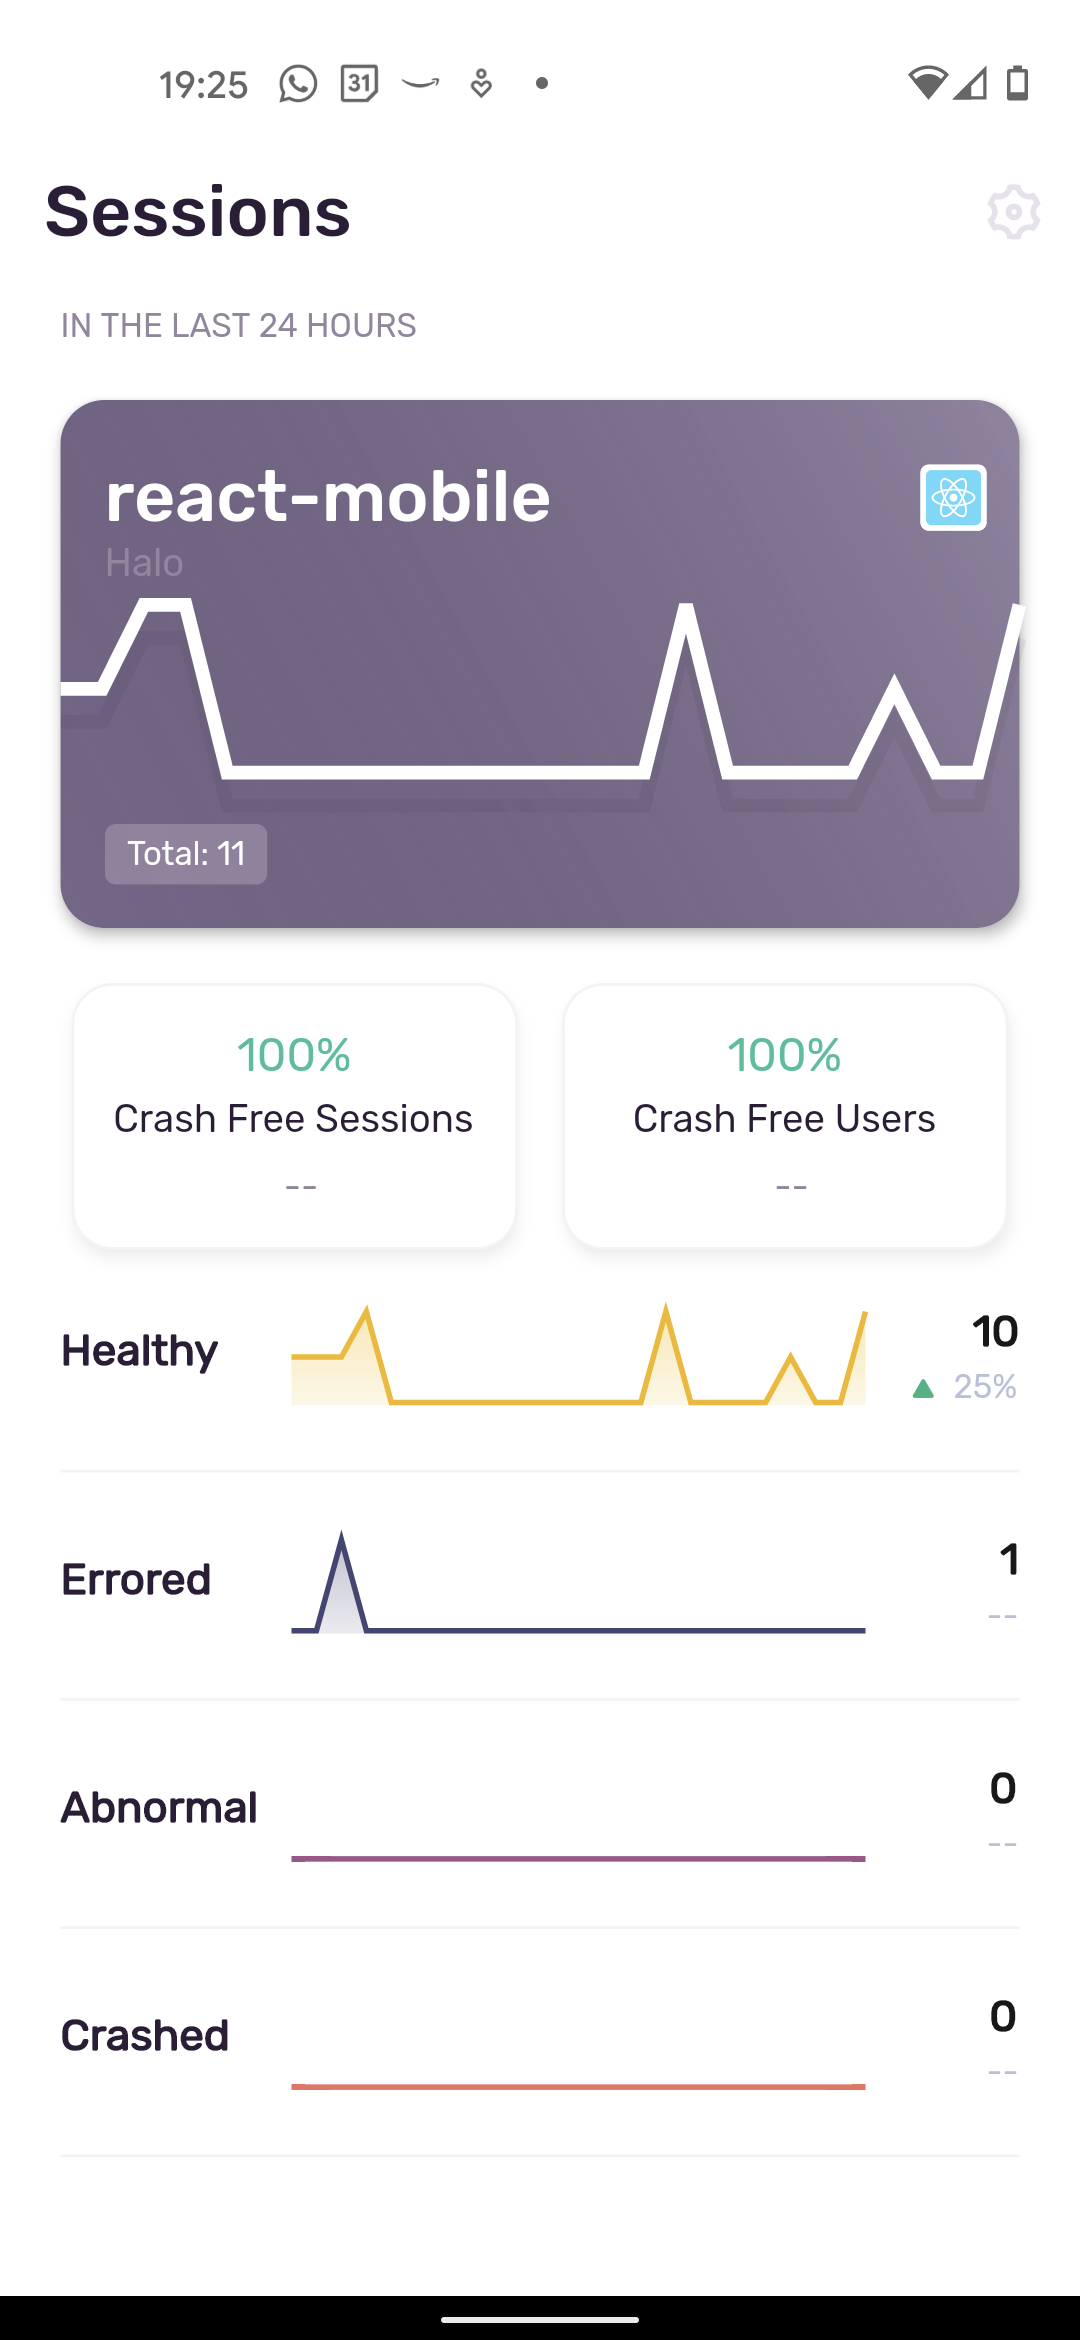 19:25 31
Sessions
IN THE LAST 24 HOURS
react-mobile
Halo
Total: 11
100%
Crash Free Sessions
--
100%
Crash Free Users
--
Healthy
10
25%
Errored
1
--
Abnormal
0
--
Crashed
0
--